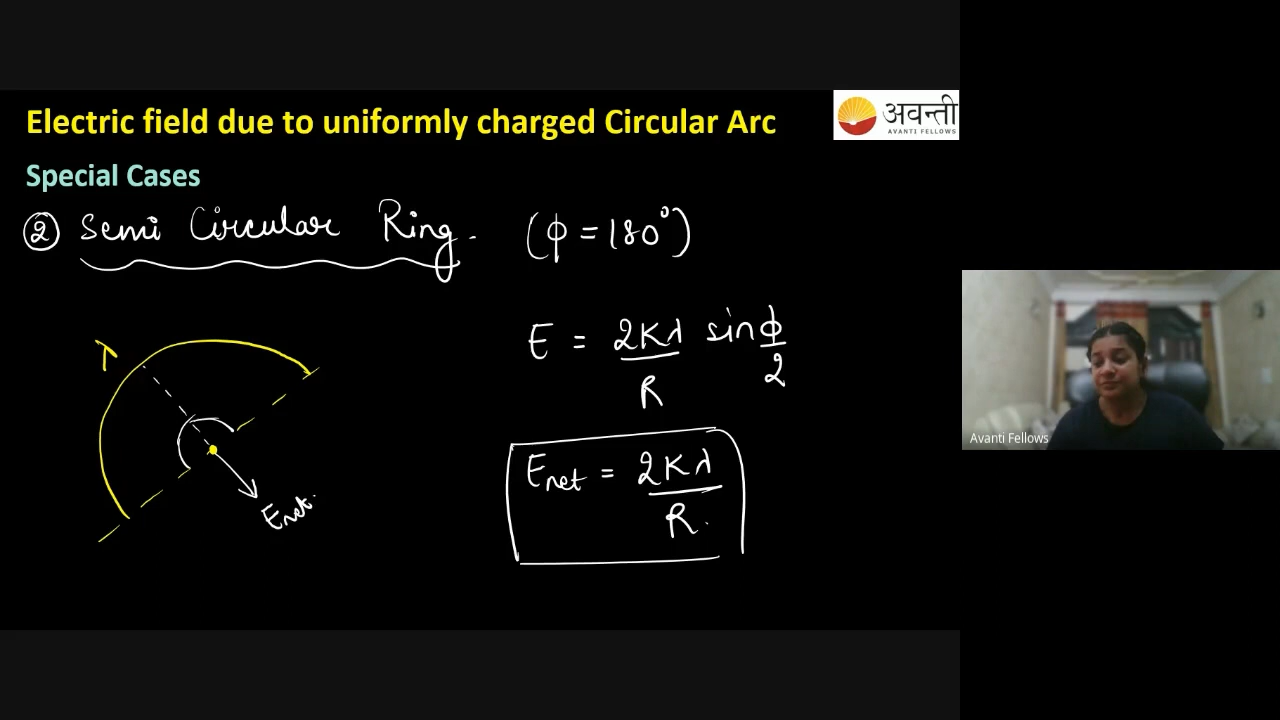 Electric field due to uniformly charged Circular Arc
अवन्ती
AVANTI FELLOWS
Special Cases
② Semi Circular Ring. (ϕ = 180°)
E = 2Kλ/R sin ϕ/2
λ
Enet = 2Kλ/R.
Enet.
Avanti Fellows